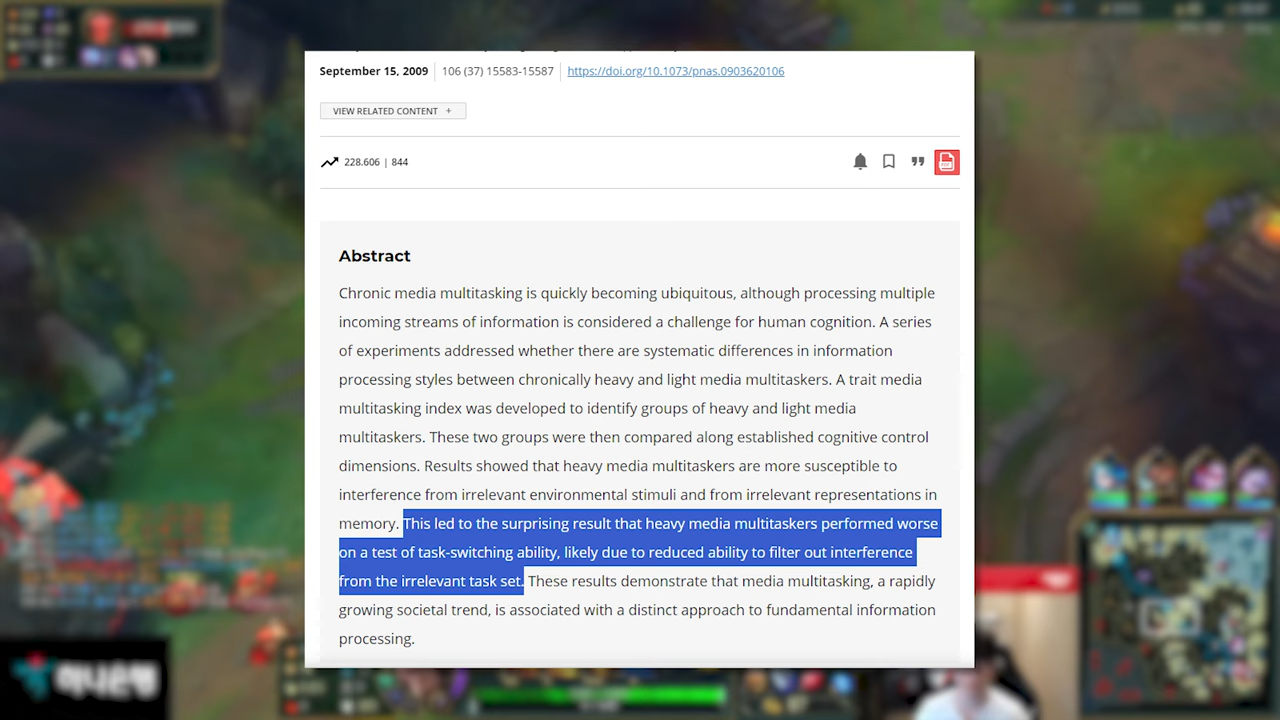 September 15, 2009 106 (37) 15583-15587 https://doi.org/10.1073/pnas.0903620106
VIEW RELATED CONTENT +
228.606 | 844
Abstract
Chronic media multitasking is quickly becoming ubiquitous, although processing multiple
incoming streams of information is considered a challenge for human cognition. A series
of experiments addressed whether there are systematic differences in information
processing styles between chronically heavy and light media multitaskers. A trait media
multitasking index was developed to identify groups of heavy and light media
multitaskers. These two groups were then compared along established cognitive control
dimensions. Results showed that heavy media multitaskers are more susceptible to
interference from irrelevant environmental stimuli and from irrelevant representations in
memory. This led to the surprising result that heavy media multitaskers performed worse
on a test of task-switching ability, likely due to reduced ability to filter out interference
from the irrelevant task set. These results demonstrate that media multitasking, a rapidly
growing societal trend, is associated with a distinct approach to fundamental information
processing.
하나은행